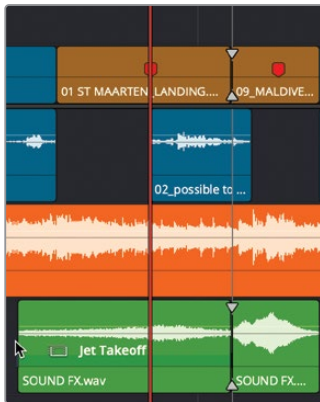 01 ST MAARTEN_LANDING....
09_MALDIVE...
02_possible to ...
Jet Takeoff
SOUND FX.wav
SOUND FX....